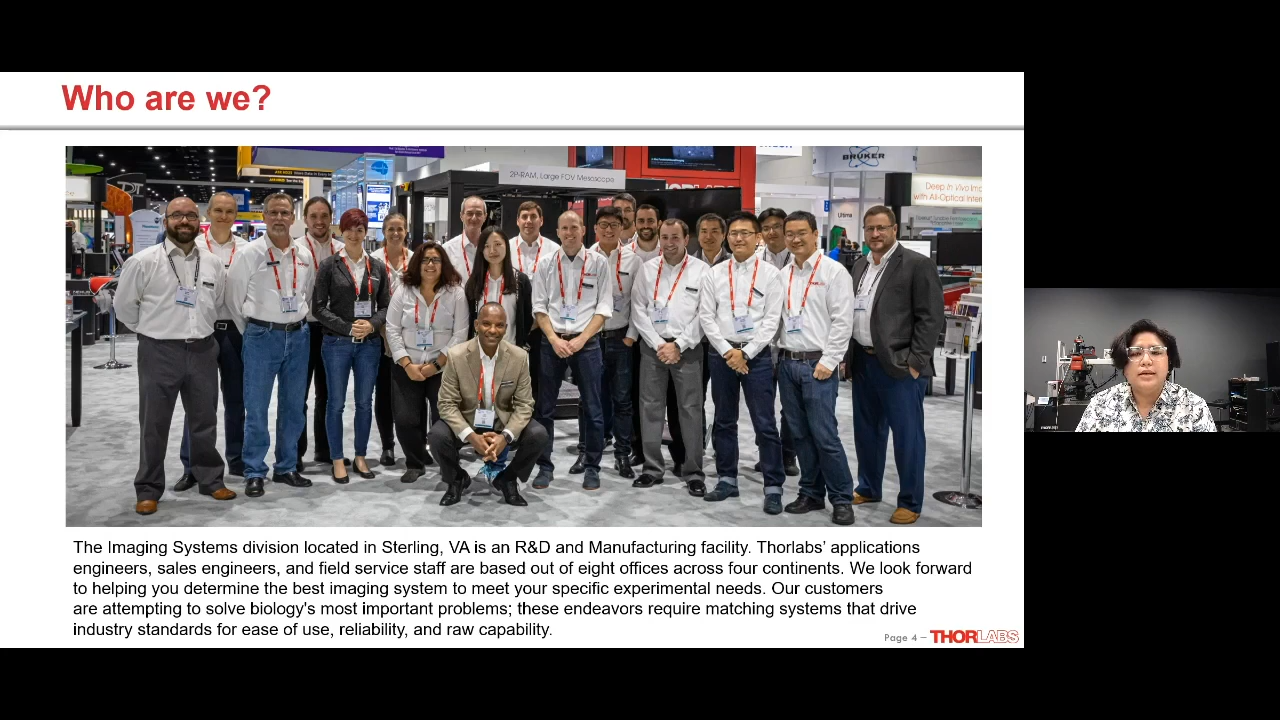 Who are we?
BRUKER
2P-RAM, Large FOV Mesoscope
THORLABS
Deep In Vivo
with All-Optical
Ultima
The Imaging Systems division located in Sterling, VA is an R&D and Manufacturing facility. Thorlabs’ applications
engineers, sales engineers, and field service staff are based out of eight offices across four continents. We look forward
to helping you determine the best imaging system to meet your specific experimental needs. Our customers
are attempting to solve biology's most important problems; these endeavors require matching systems that drive
industry standards for ease of use, reliability, and raw capability.
Page 4 –
THORLABS